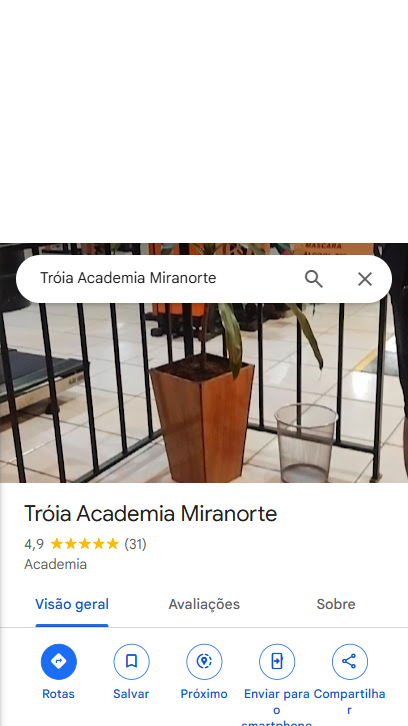 MÁSCARA
Tróia Academia Miranorte
Tróia Academia Miranorte
4,9 (31)
Academia
Visão geral Avaliações Sobre
Rotas Salvar Próximo Enviar para o smartphone Compartilhar